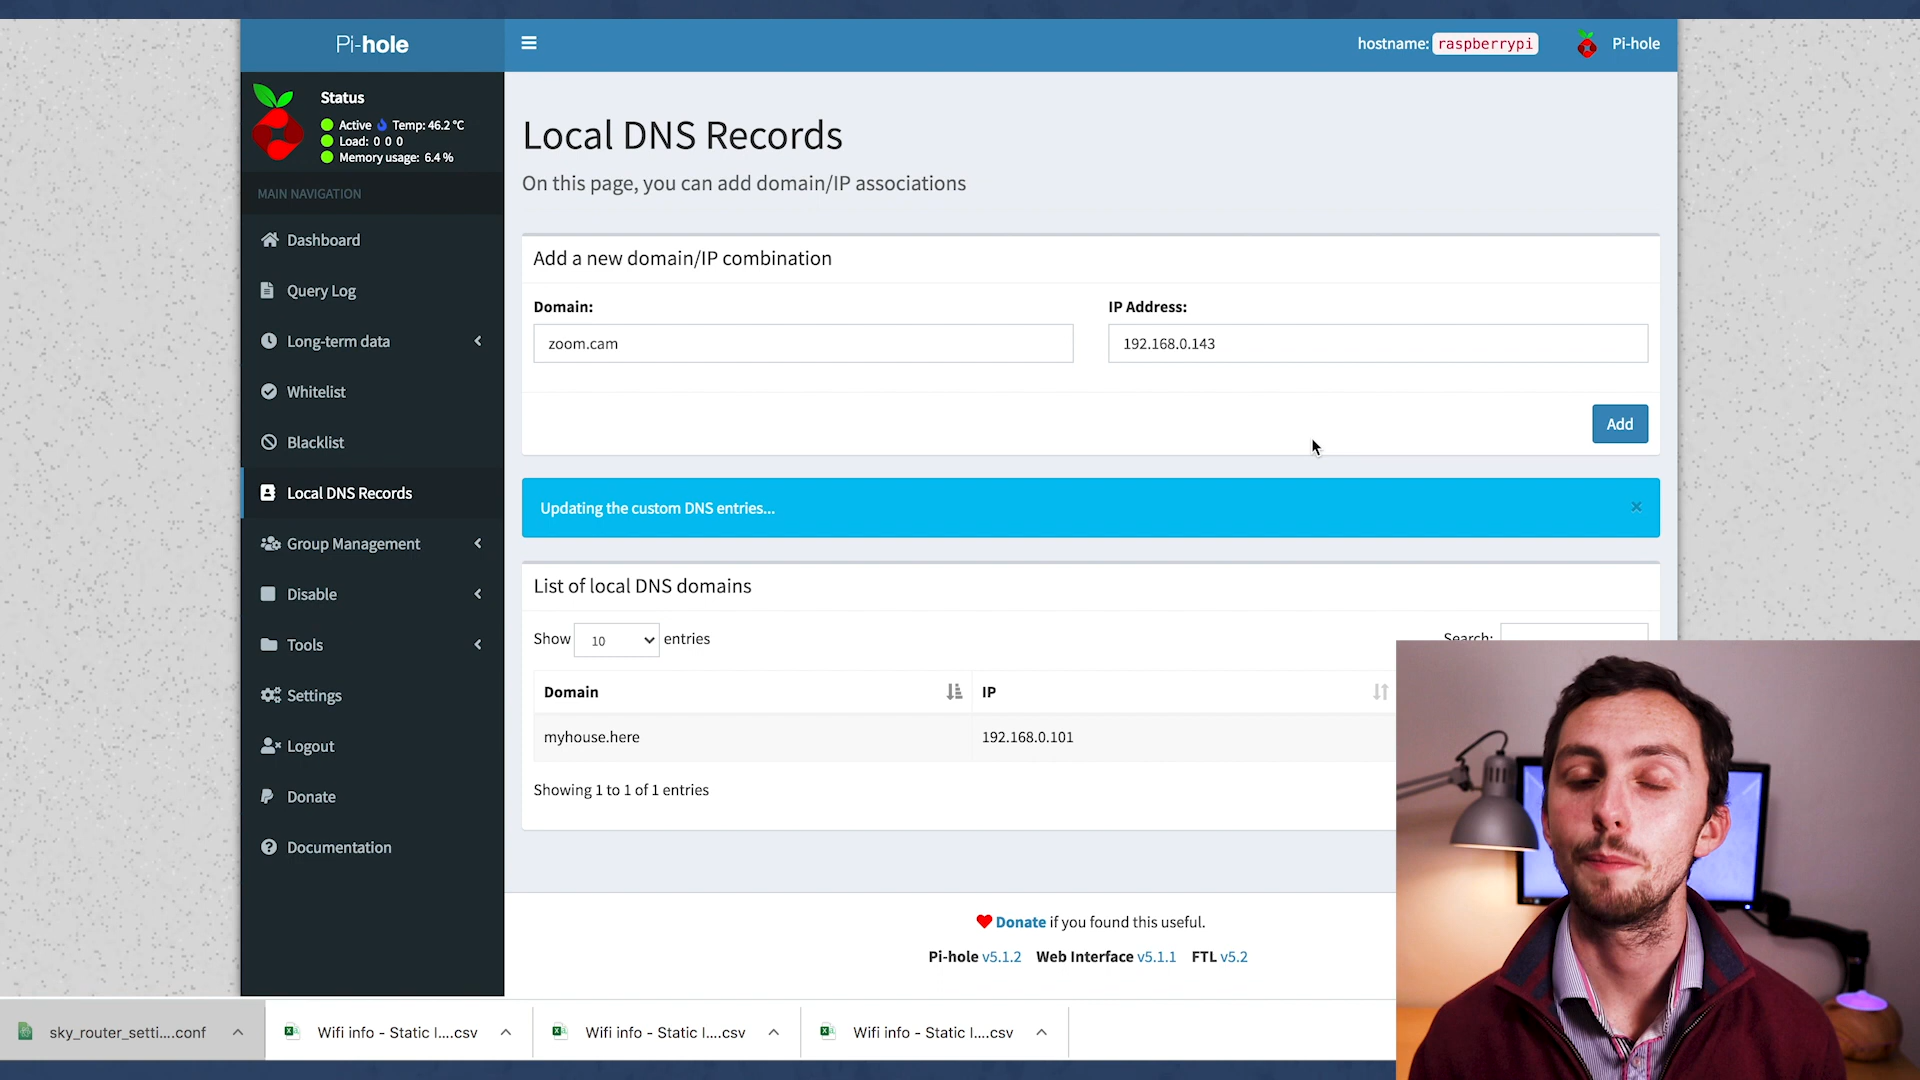 Pi-hole
hostname: raspberrypi
Pi-hole
Status
Active Temp: 46.2 °C
Load: 0 0 0
Memory usage: 6.4 %
MAIN NAVIGATION
Dashboard
Query Log
Long-term data
Whitelist
Blacklist
Local DNS Records
Group Management
Disable
Tools
Settings
Logout
Donate
Documentation
Local DNS Records
On this page, you can add domain/IP associations
Add a new domain/IP combination
Domain:
IP Address:
zoom.cam
192.168.0.143
Add
Updating the custom DNS entries...
×
List of local DNS domains
Show 10 entries
Search:
Domain
IP
myhouse.here
192.168.0.101
Showing 1 to 1 of 1 entries
Donate if you found this useful.
Pi-hole v5.1.2 Web Interface v5.1.1 FTL v5.2
sky_router_setti....conf
Wifi info - Static I....csv
Wifi info - Static I....csv
Wifi info - Static I....csv